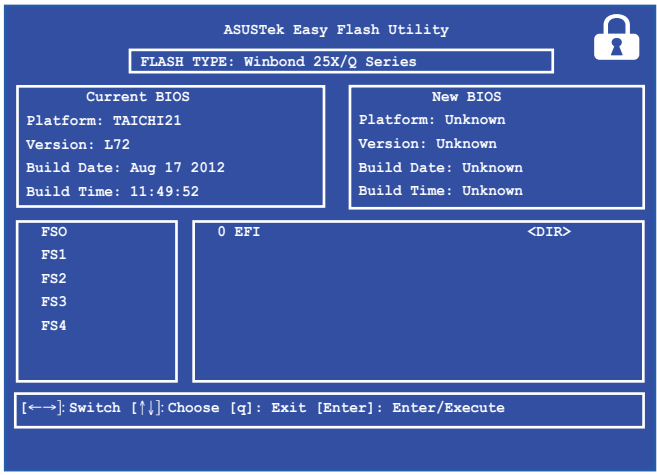 ASUSTek Easy Flash Utility
FLASH TYPE: Winbond 25X/Q Series
Current BIOS
Platform: TAICHI21
Version: L72
Build Date: Aug 17 2012
Build Time: 11:49:52
New BIOS
Platform: Unknown
Version: Unknown
Build Date: Unknown
Build Time: Unknown
FSO
FS1
FS2
FS3
FS4
0 EFI <DIR>
[←→]: Switch [↑↓]: Choose [q]: Exit [Enter]: Enter/Execute